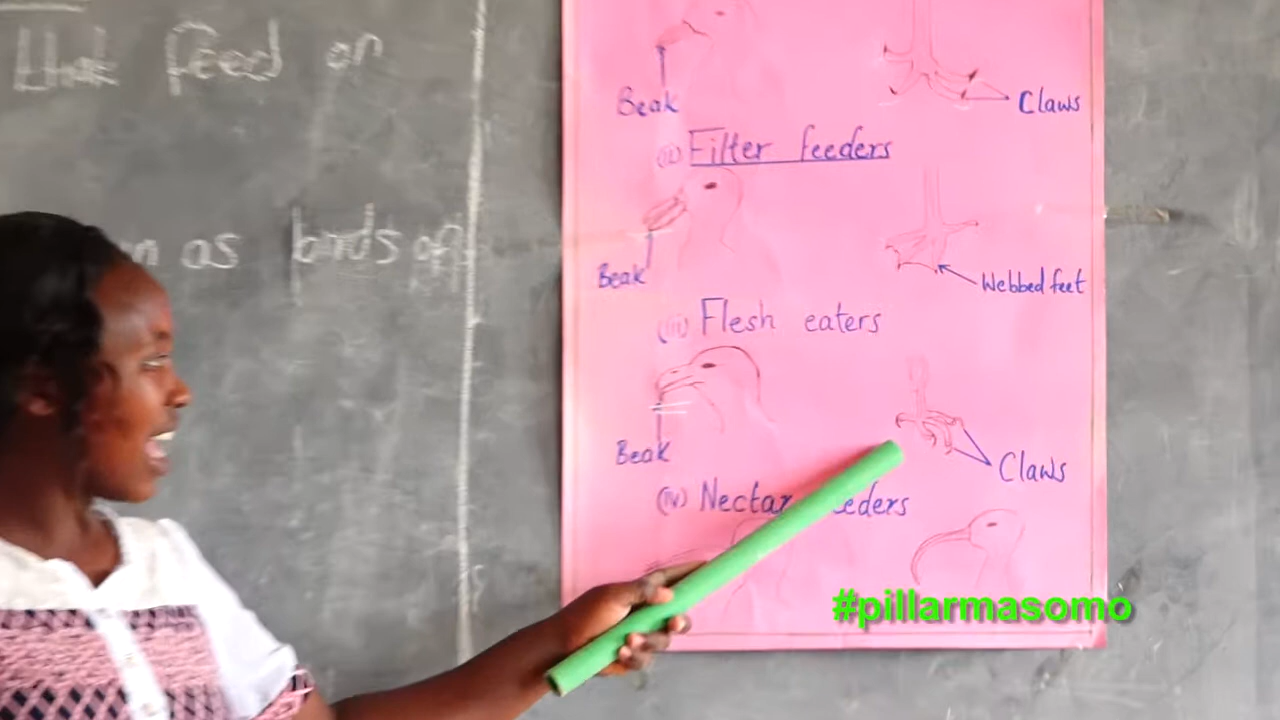 that feed on
as birds of
Beak
Claws
(ii) Filter feeders
Beak
Webbed feet
(iii) Flesh eaters
Beak
Claws
(iv) Nectar
#pillarmasomo